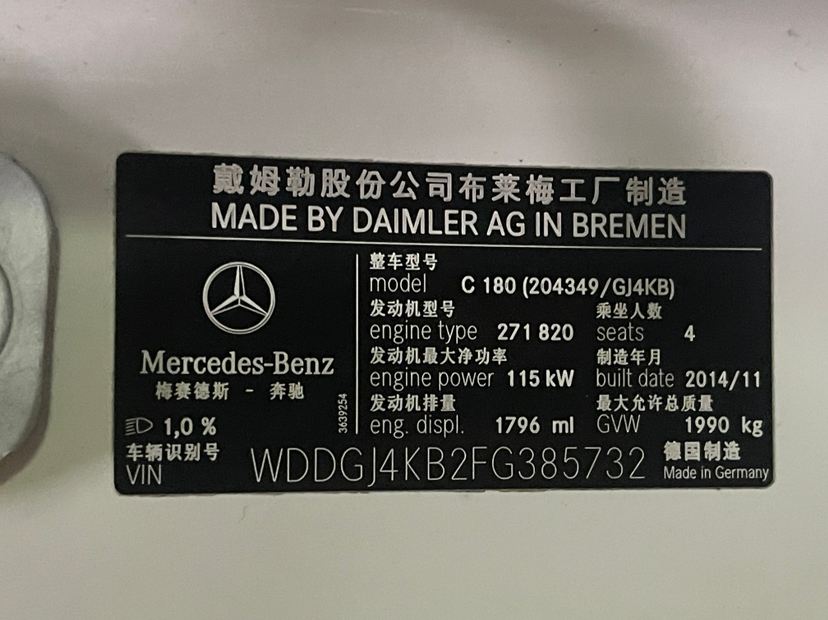 戴姆勒股份公司布莱梅工厂制造
MADE BY DAIMLER AG IN BREMEN
整车型号
model C 180 (204349/GJ4KB)
发动机型号 乘坐人数
engine type 271 820 seats 4
发动机最大净功率 制造年月
engine power 115 kW built date 2014/11
发动机排量 最大允许总质量
eng. displ. 1796 ml GVW 1990 kg
Mercedes-Benz
梅赛德斯 - 奔驰
3639254
1,0 %
车辆识别号 德国制造
VIN WDDGJ4KB2FG385732 Made in Germany